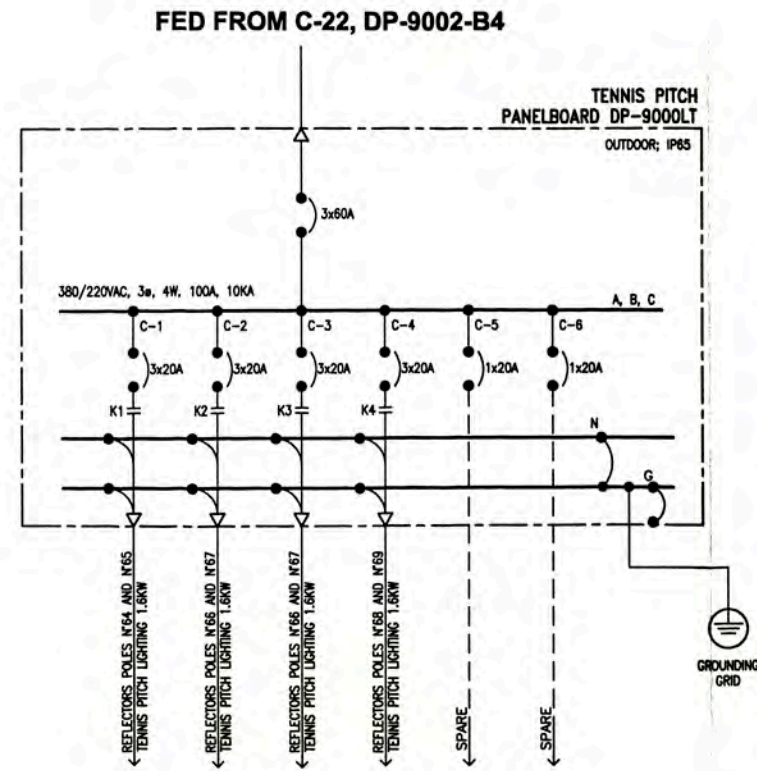 FED FROM C-22, DP-9002-B4
TENNIS PITCH
PANELBOARD DP-9000LT
OUTDOOR; IP65
3x60A
380/220VAC, 3ø, 4W, 100A, 10KA
A, B, C
C-1
C-2
C-3
C-4
C-5
C-6
3x20A
3x20A
3x20A
3x20A
1x20A
1x20A
K1
K2
K3
K4
N
G
REFLECTORS POLES N°64 AND N°65
TENNIS PITCH LIGHTING 1.6KW
REFLECTORS POLES N°66 AND N°67
TENNIS PITCH LIGHTING 1.6KW
REFLECTORS POLES N°66 AND N°67
TENNIS PITCH LIGHTING 1.6KW
REFLECTORS POLES N°68 AND N°69
TENNIS PITCH LIGHTING 1.6KW
SPARE
SPARE
GROUNDING
GRID